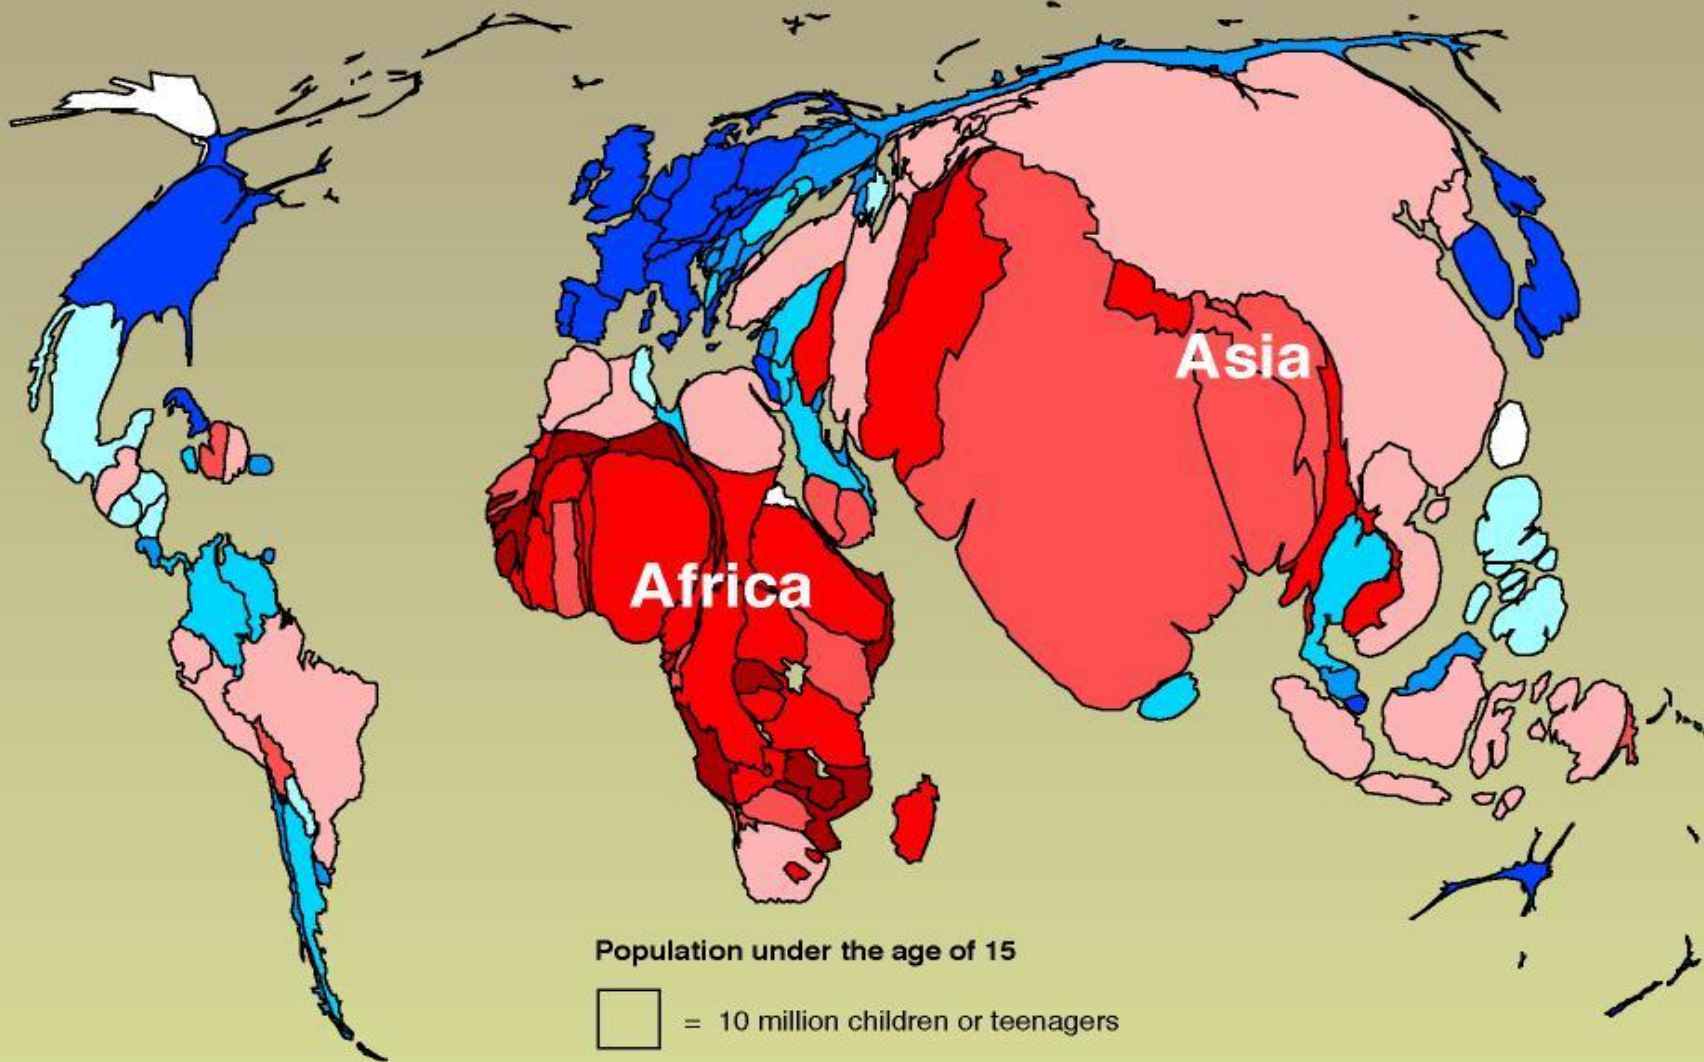 Asia
Africa
Population under the age of 15
= 10 million children or teenagers